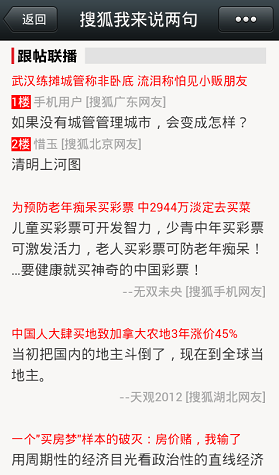 返回
搜狐我来说两句
跟帖联播
武汉练摊城管称非卧底 流泪称怕见小贩朋友
1楼 手机用户 [搜狐广东网友]
如果没有城管管理城市，会变成怎样？
2楼 惜玉 [搜狐北京网友]
清明上河图
为预防老年痴呆买彩票 中2944万淡定去买菜
儿童买彩票可开发智力，少青中年买彩票
可激发活力，老人买彩票可防老年痴呆！
...要健康就买神奇的中国彩票！
--无双未央 [搜狐手机网友]
中国人大肆买地致加拿大农地3年涨价45%
当初把国内的地主斗倒了，现在到全球当
地主。
--天观2012 [搜狐湖北网友]
一个"买房梦"样本的破灭：房价赌，我输了
用周期性的经济目光看政治性的直线经济